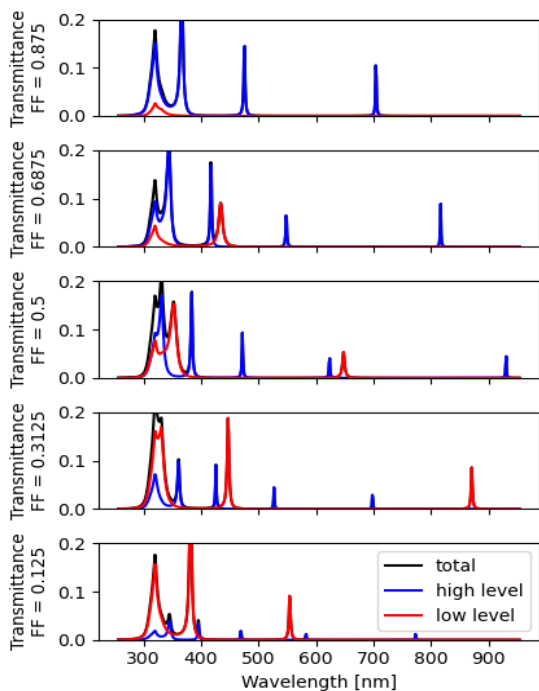 Transmittance
FF = 0.875
0.2
0.1
0.0
Transmittance
FF = 0.6875
0.2
0.1
0.0
Transmittance
FF = 0.5
0.2
0.1
0.0
Transmittance
FF = 0.3125
0.2
0.1
0.0
Transmittance
FF = 0.125
0.2
0.1
0.0
total
high level
low level
300 400 500 600 700 800 900
Wavelength [nm]